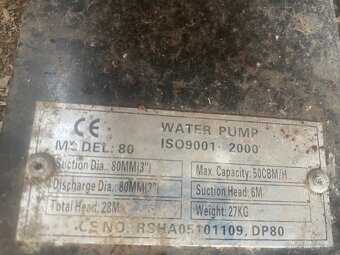 CE WATER PUMP
MODEL: 80 ISO9001: 2000
Suction Dia.: 80MM(3") Max. Capacity: 50CBM/H
Discharge Dia.: 80MM(3") Suction Head: 6M
Total Head: 28M Weight: 27KG
CE NO. RSHA05101109, DP80